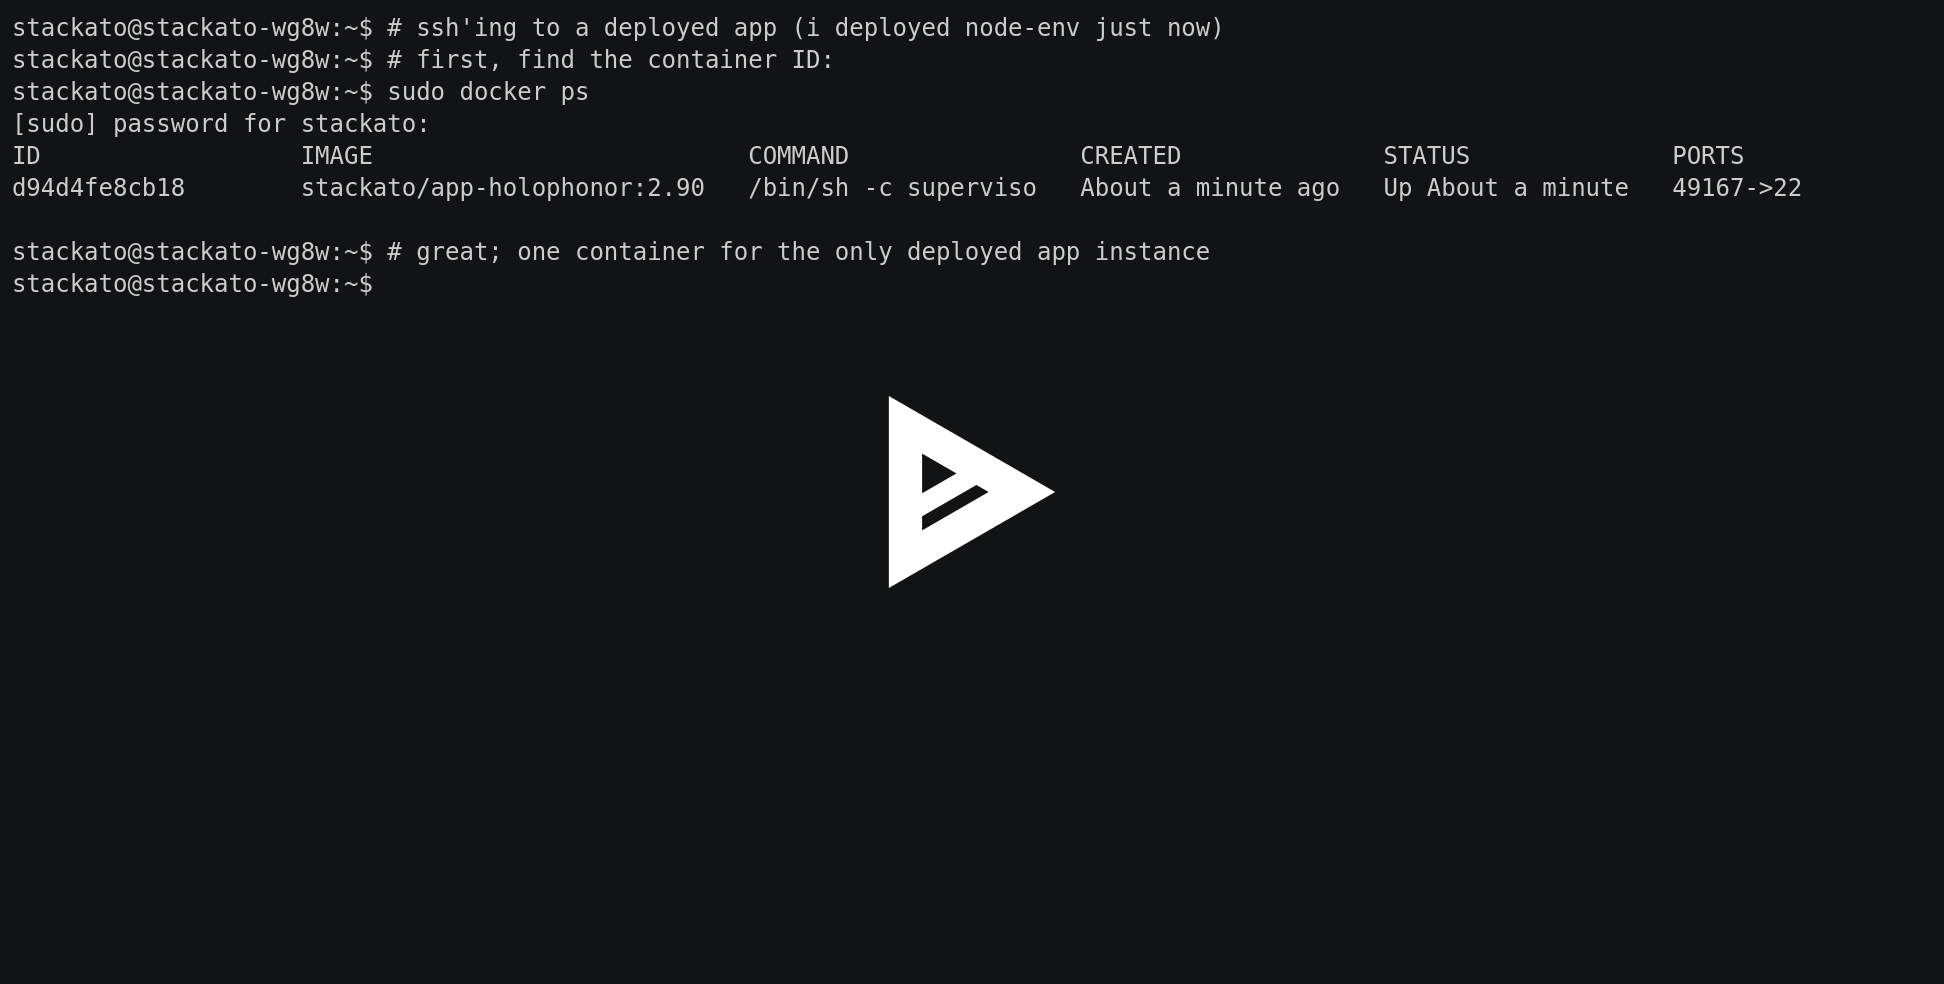 stackato@stackato-wg8w:~$ # ssh'ing to a deployed app (i deployed node-env just now)
stackato@stackato-wg8w:~$ # first, find the container ID:
stackato@stackato-wg8w:~$ sudo docker ps
[sudo] password for stackato:
ID                  IMAGE                          COMMAND                CREATED              STATUS              PORTS
d94d4fe8cb18        stackato/app-holophonor:2.90   /bin/sh -c superviso   About a minute ago   Up About a minute   49167->22
stackato@stackato-wg8w:~$ # great; one container for the only deployed app instance
stackato@stackato-wg8w:~$